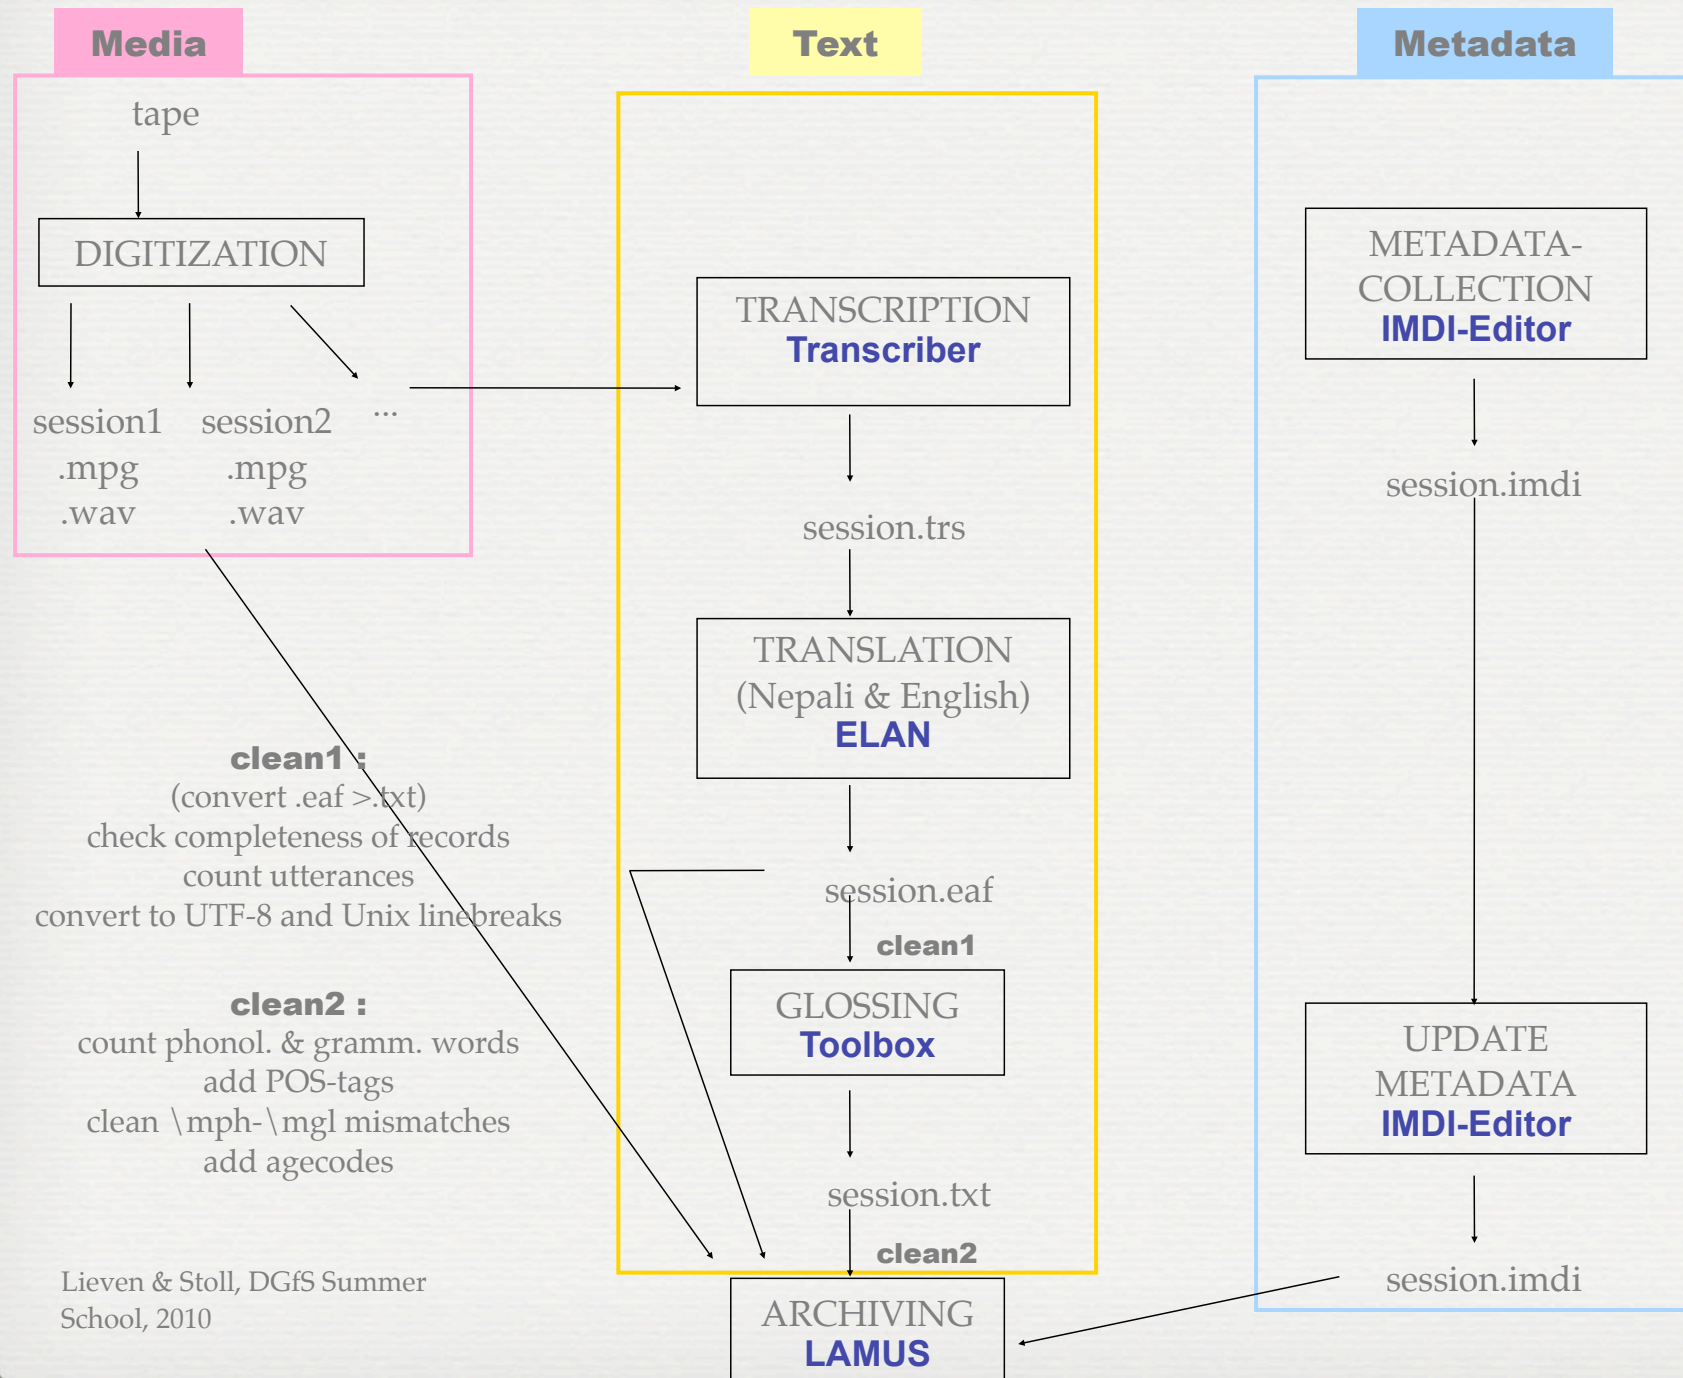 Media
tape
DIGITIZATION
session1
.mpg
.wav
session2
.mpg
.wav
...
clean1 :
(convert .eaf >.txt)
check completeness of records
count utterances
convert to UTF-8 and Unix linebreaks
clean2 :
count phonol. & gramm. words
add POS-tags
clean \mph-\mgl mismatches
add agecodes
Lieven & Stoll, DGfS Summer
School, 2010
Text
TRANSCRIPTION
Transcriber
session.trs
TRANSLATION
(Nepali & English)
ELAN
session.eaf
clean1
GLOSSING
Toolbox
session.txt
clean2
ARCHIVING
LAMUS
Metadata
METADATA-
COLLECTION
IMDI-Editor
session.imdi
UPDATE
METADATA
IMDI-Editor
session.imdi